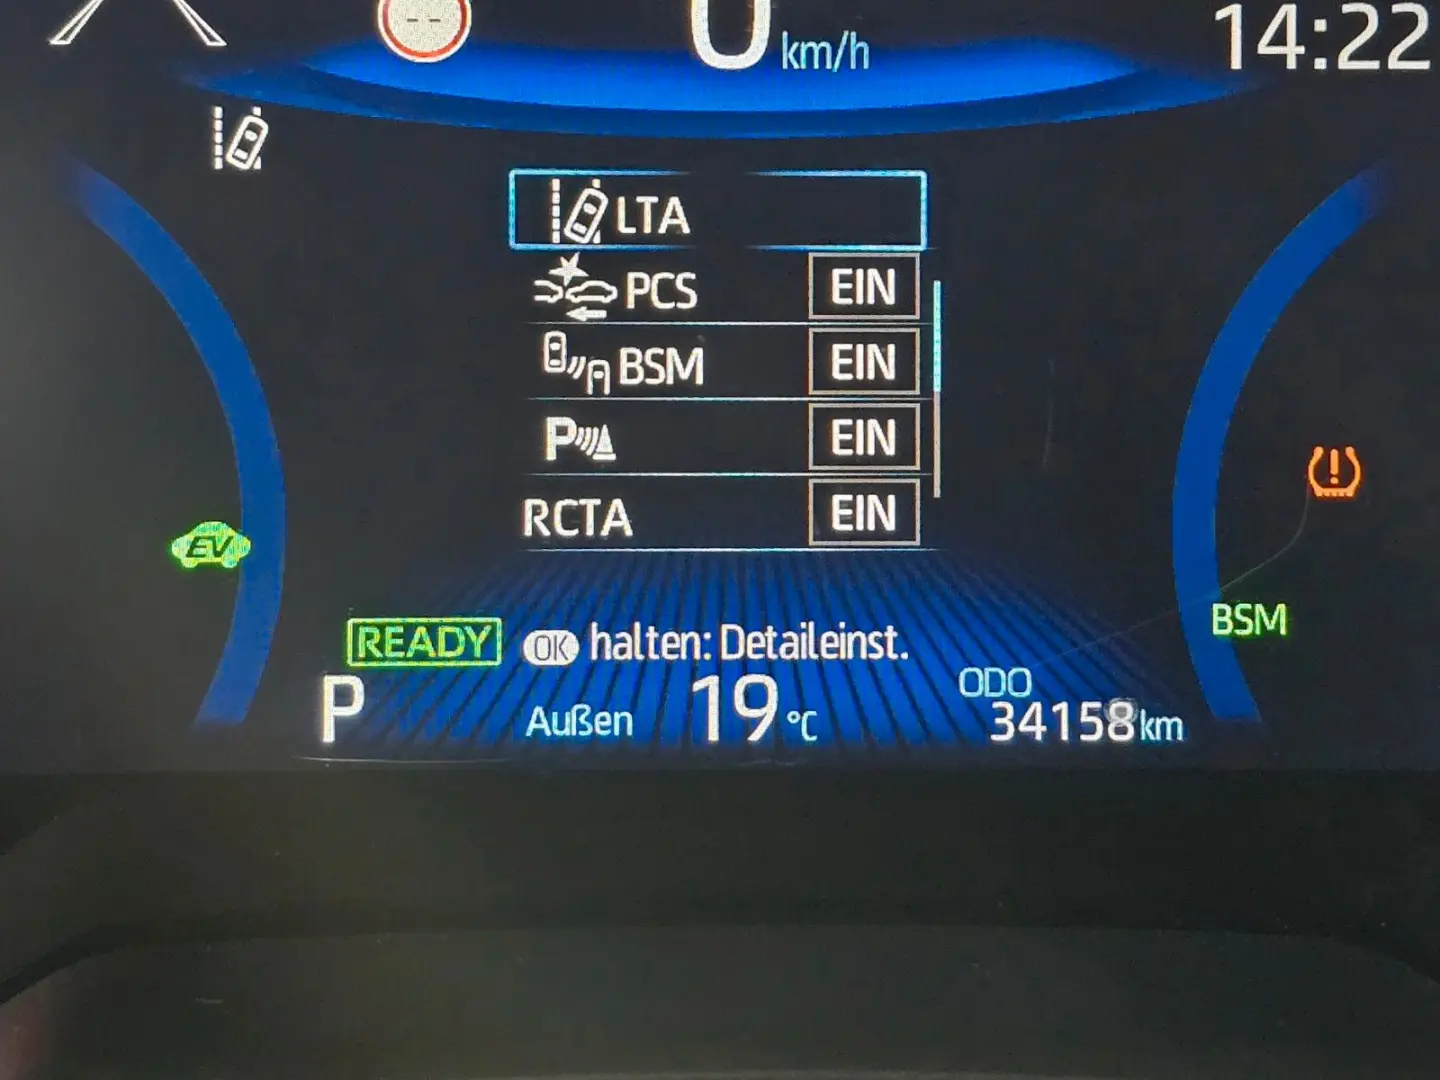 -- 0 km/h 14:22
LTA
PCS EIN
BSM EIN
P EIN
RCTA EIN
EV
BSM
READY OK halten: Detaileinst.
P Außen 19 °C ODO 34158 km